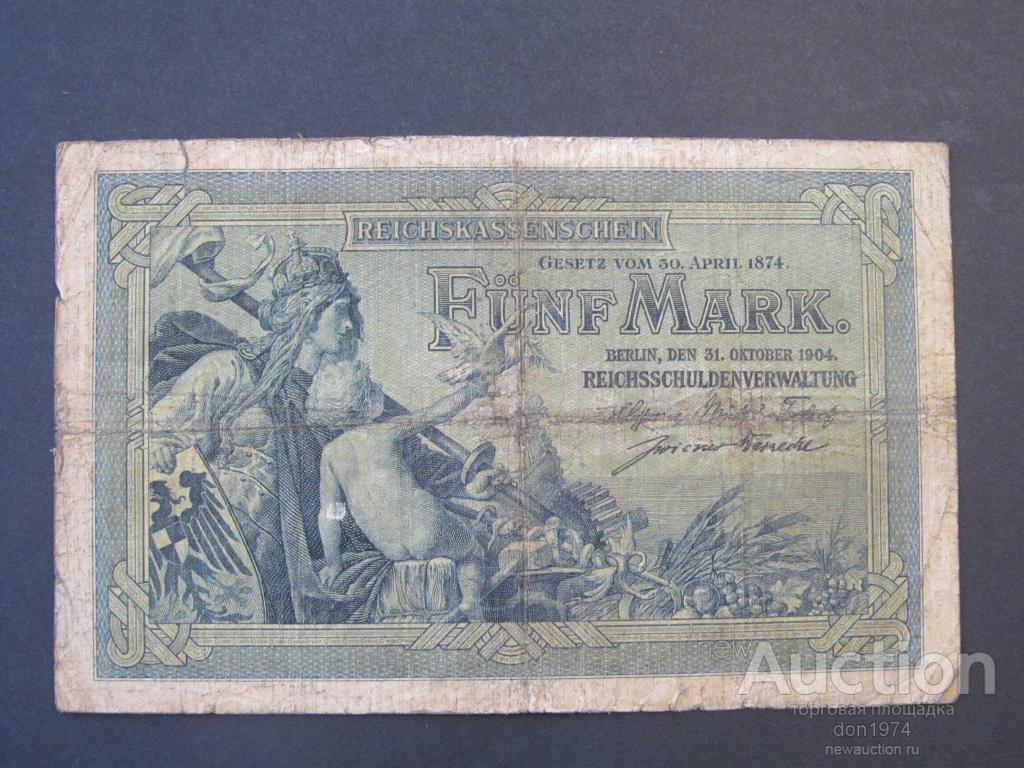 REICHSKASSENSCHEIN
GESETZ VOM 30. APRIL 1874.
FÜNF MARK.
BERLIN, DEN 31. OKTOBER 1904.
REICHSSCHULDENVERWALTUNG
newAuction
торговая площадка
don1974
newauction.ru